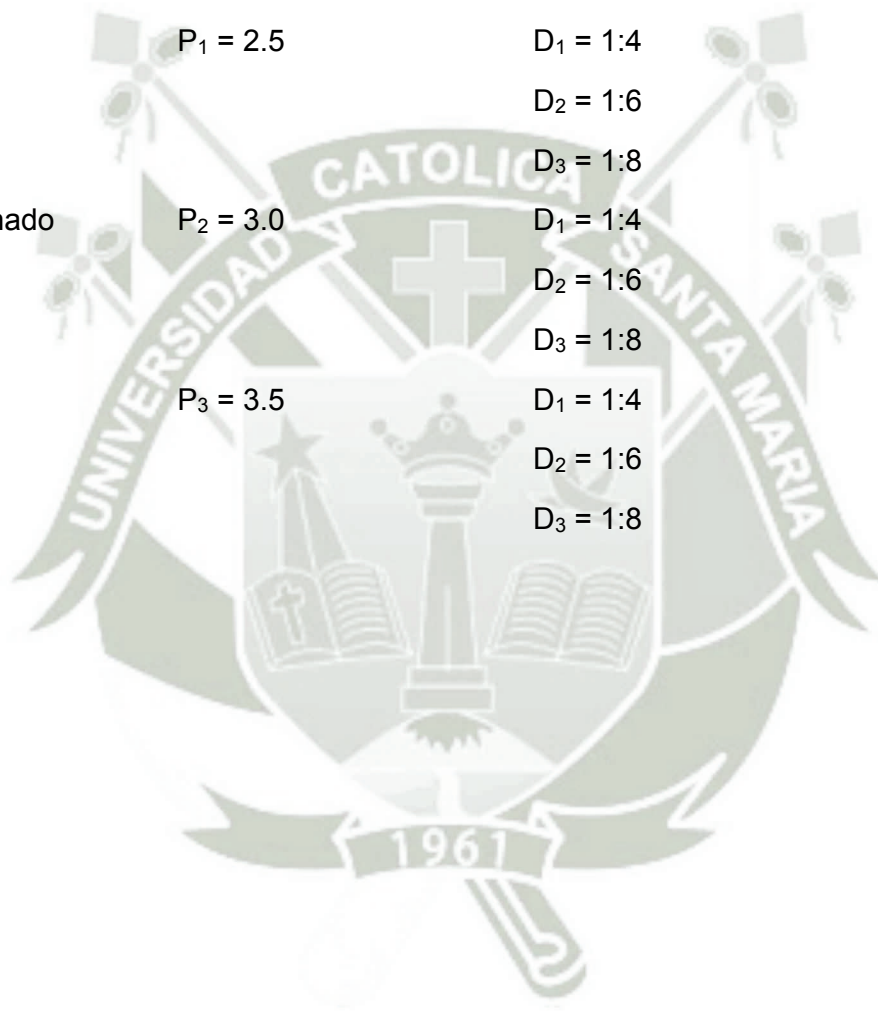 P₁ = 2.5 D₁ = 1:4
D₂ = 1:6
D₃ = 1:8
P₂ = 3.0 D₁ = 1:4
D₂ = 1:6
D₃ = 1:8
P₃ = 3.5 D₁ = 1:4
D₂ = 1:6
D₃ = 1:8
UNIVERSIDAD CATOLICA SANTA MARIA
1961